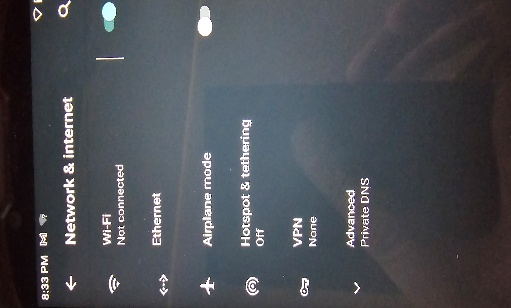 8:33 PM
Network & internet
Wi-Fi
Not connected
Ethernet
Airplane mode
Hotspot & tethering
Off
VPN
None
Advanced
Private DNS